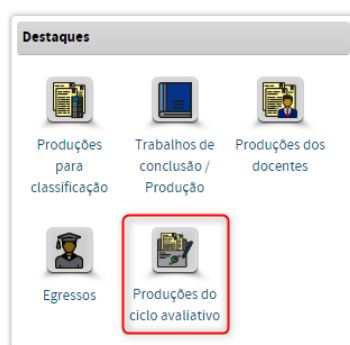 Destaques
Produções
para
classificação
Trabalhos de
conclusão /
Produção
Produções dos
docentes
Egressos
Produções do
ciclo avaliativo